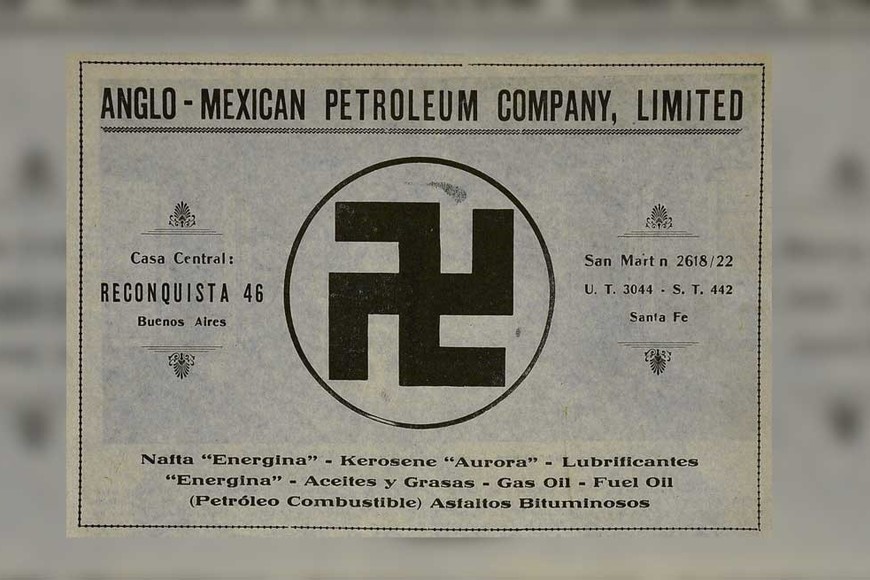 ANGLO - MEXICAN PETROLEUM COMPANY, LIMITED
Casa Central:
RECONQUISTA 46
Buenos Aires
San Mart n 2618/22
U. T. 3044 - S. T. 442
Santa Fe
Nafta “Energina” - Kerosene “Aurora” - Lubrificantes
“Energina” - Aceites y Grasas - Gas Oil - Fuel Oil
(Petróleo Combustible) Asfaltos Bituminosos